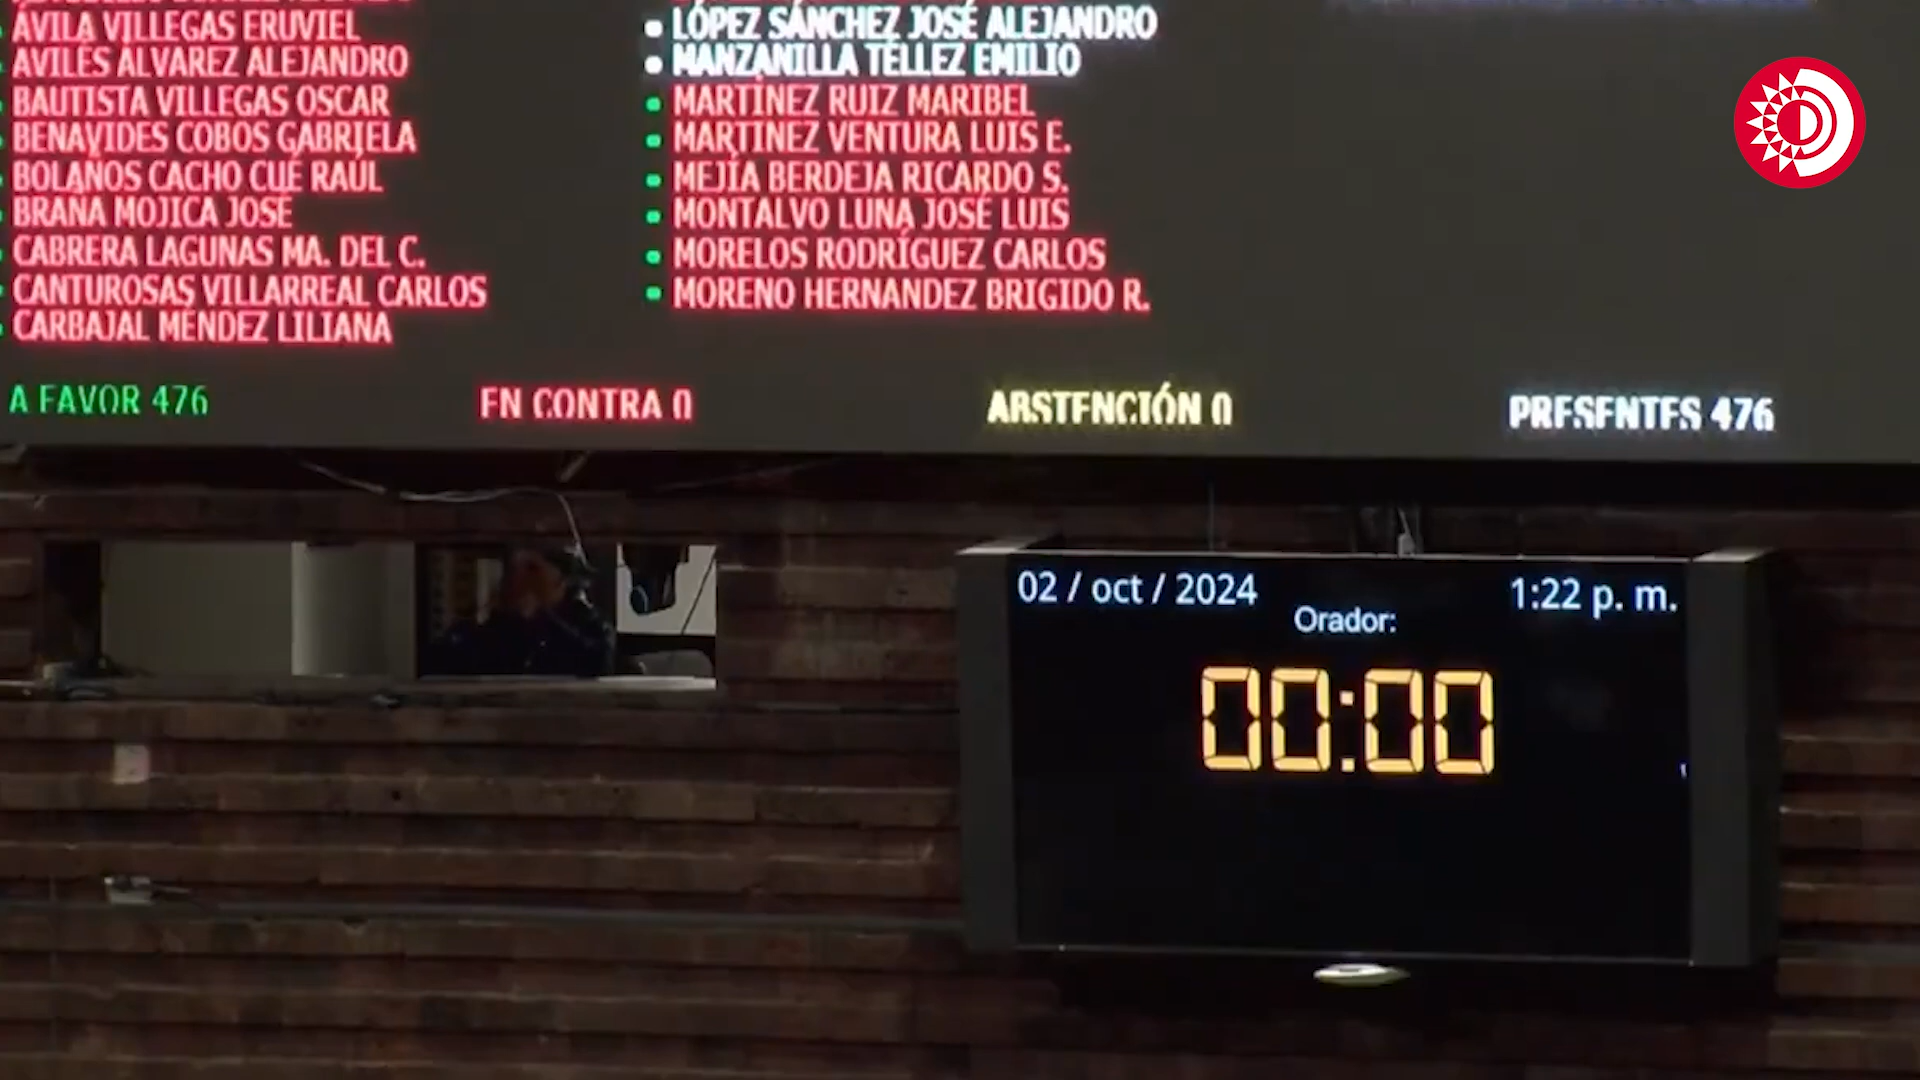 ÁVILA VILLEGAS ERUVIEL
AVILÉS ÁLVAREZ ALEJANDRO
BAUTISTA VILLEGAS OSCAR
BENAVIDES COBOS GABRIELA
BOLAÑOS CACHO CUÉ RAÚL
BRAÑA MOJICA JOSÉ
CABRERA LAGUNAS MA. DEL C.
CANTUROSAS VILLARREAL CARLOS
CARBAJAL MÉNDEZ LILIANA
LÓPEZ SÁNCHEZ JOSÉ ALEJANDRO
MANZANILLA TÉLLEZ EMILIO
MARTÍNEZ RUIZ MARIBEL
MARTÍNEZ VENTURA LUIS E.
MEJÍA BERDEJA RICARDO S.
MONTALVO LUNA JOSÉ LUIS
MORELOS RODRÍGUEZ CARLOS
MORENO HERNANDEZ BRIGIDO R.
A FAVOR 476
EN CONTRA 0
ABSTENCIÓN 0
PRESENTES 476
02 / oct / 2024
1:22 p. m.
Orador:
00:00